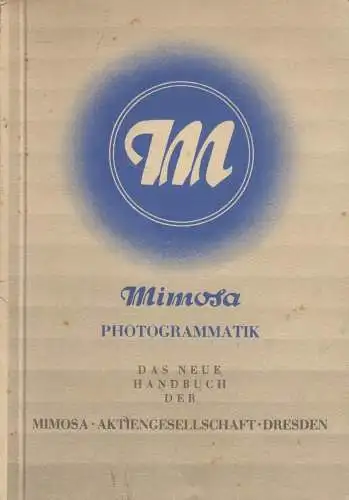 M
Mimosa
PHOTOGRAMMATIK
DAS NEUE
HANDBUCH
DER
MIMOSA · AKTIENGESELLSCHAFT · DRESDEN